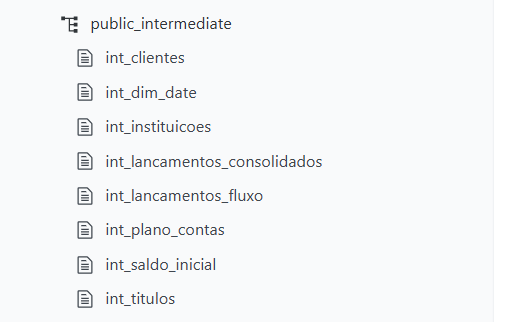 public_intermediate
int_clientes
int_dim_date
int_instituicoes
int_lancamentos_consolidados
int_lancamentos_fluxo
int_plano_contas
int_saldo_inicial
int_titulos